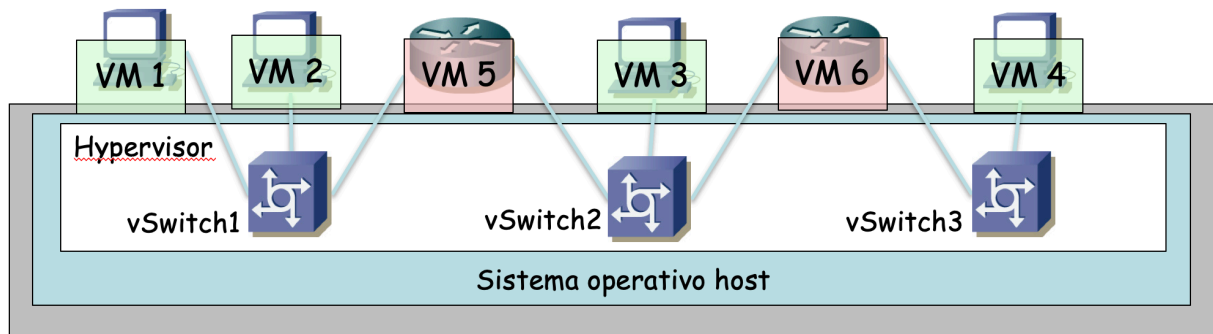 VM 1
VM 2
VM 5
VM 3
VM 6
VM 4
Hypervisor
vSwitch1
vSwitch2
vSwitch3
Sistema operativo host